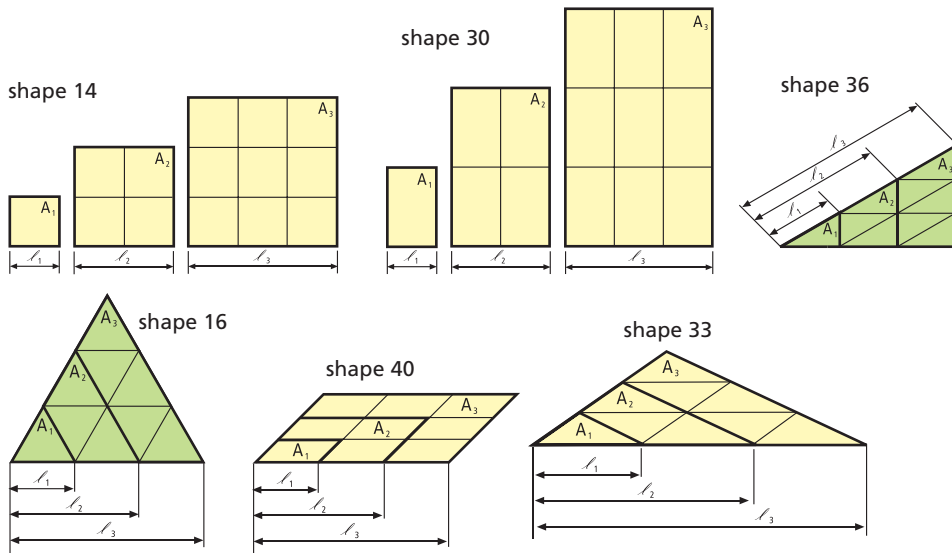 shape 14
A₁
ℓ₁
A₂
ℓ₂
A₃
ℓ₃
shape 30
A₁
ℓ₁
A₂
ℓ₂
A₃
ℓ₃
shape 36
ℓ₃
ℓ₂
ℓ₁
A₁
A₂
A₃
shape 16
A₃
A₂
A₁
ℓ₁
ℓ₂
ℓ₃
shape 40
A₃
A₂
A₁
ℓ₁
ℓ₂
ℓ₃
shape 33
A₃
A₂
A₁
ℓ₁
ℓ₂
ℓ₃